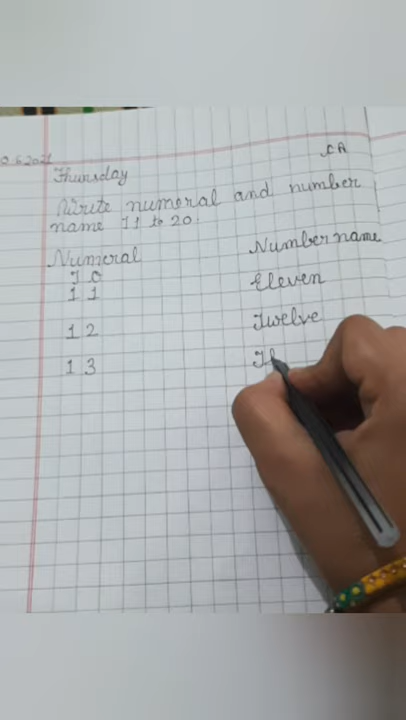 C A
Thursday
Write numeral and number
name 11 to 20.
Numeral Number name
T O
1 1 Eleven
1 2 Twelve
1 3 Th